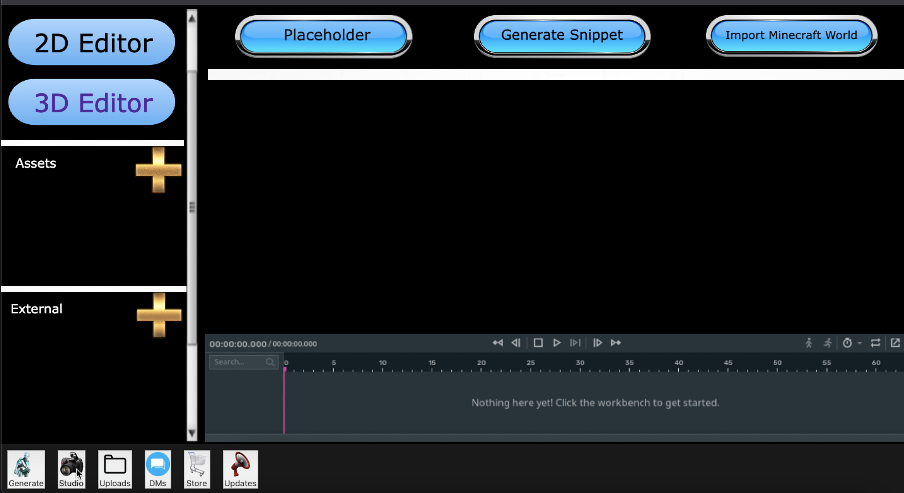 2D Editor
3D Editor
Placeholder
Generate Snippet
Import Minecraft World
Assets
External
00:00:00.000 / 00:00:00.000
Search...
0 5 10 15 20 25 30 35 40 45 50 55 60
Nothing here yet! Click the workbench to get started.
Generate
Studio
Uploads
DMs
Store
Updates